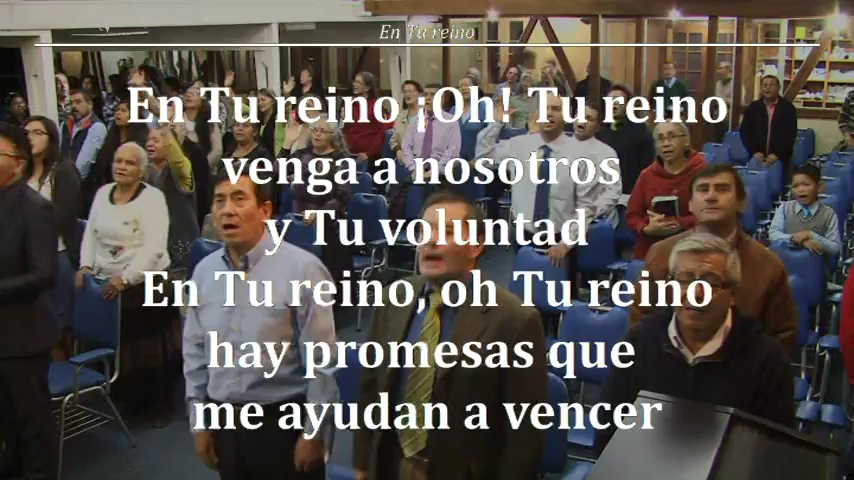 En Tu reino
En Tu reino ¡Oh! Tu reino
venga a nosotros
y Tu voluntad
En Tu reino, oh Tu reino
hay promesas que
me ayudan a vencer